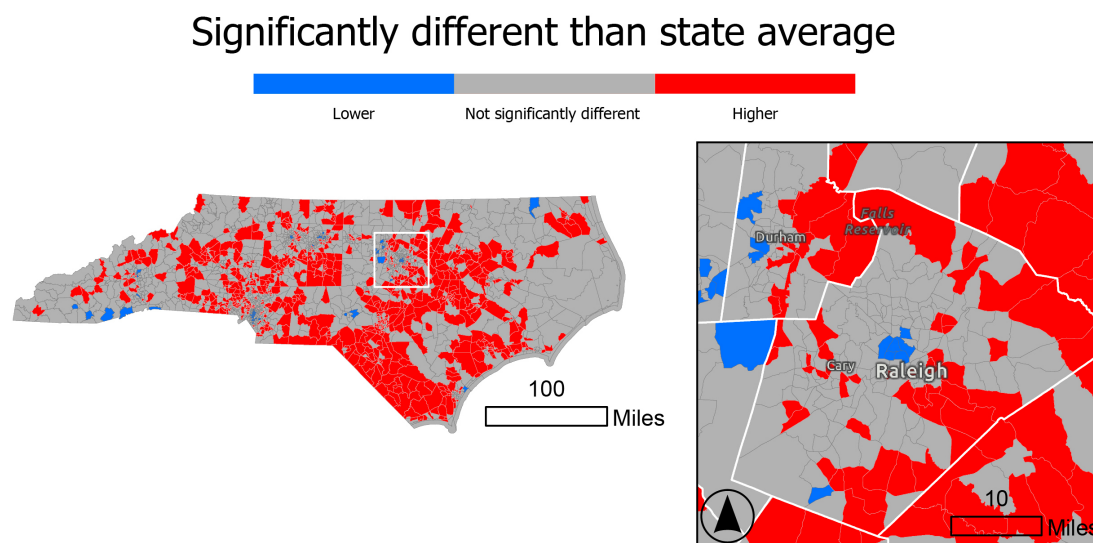 Significantly different than state average
Lower
Not significantly different
Higher
100
Miles
Falls
Reservoir
Durham
Cary
Raleigh
10
Miles